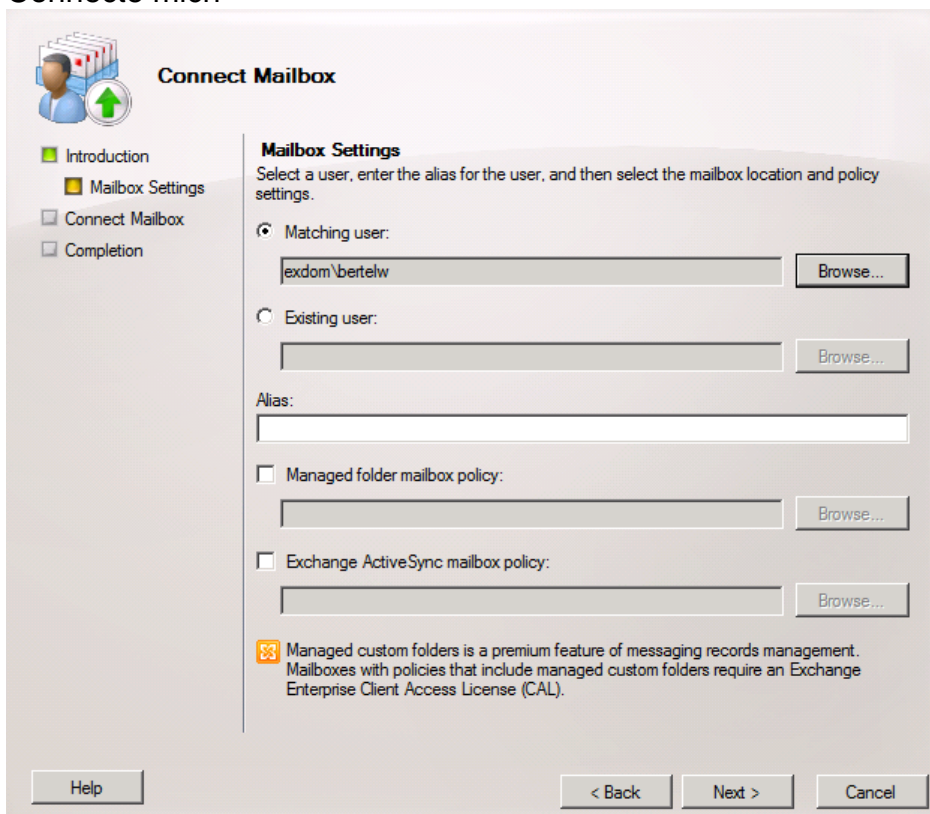 Connect Mailbox
Introduction
Mailbox Settings
Connect Mailbox
Completion
Mailbox Settings
Select a user, enter the alias for the user, and then select the mailbox location and policy
settings.
Matching user:
exdom\bertelw
Browse...
Existing user:
Browse...
Alias:
Managed folder mailbox policy:
Browse...
Exchange ActiveSync mailbox policy:
Browse...
Managed custom folders is a premium feature of messaging records management.
Mailboxes with policies that include managed custom folders require an Exchange
Enterprise Client Access License (CAL).
Help
< Back
Next >
Cancel